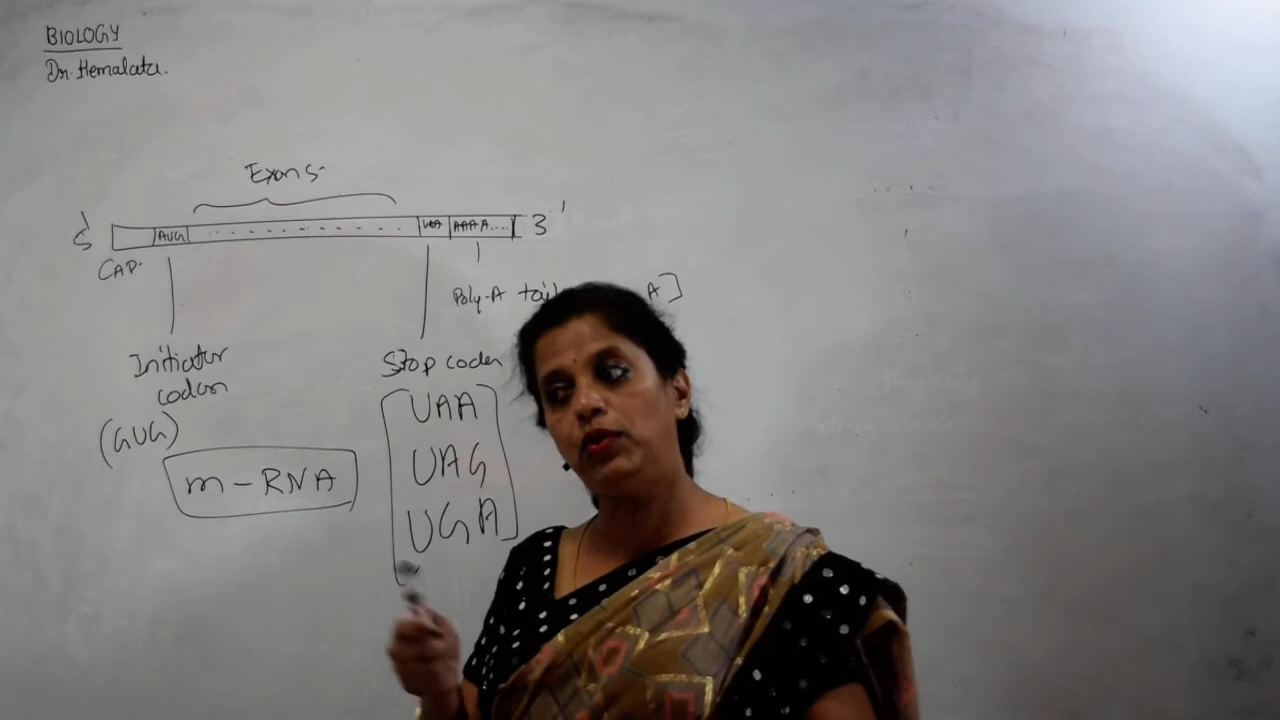 BIOLOGY
Dr. Hemalata.
Exons
5' AUG . . . . . . . . . . UAA AAAA.... 3'
CAP.
Poly-A tail A]
Initiator
codon
(GUG)
Stop codon
UAA
UAG
UGA
m-RNA